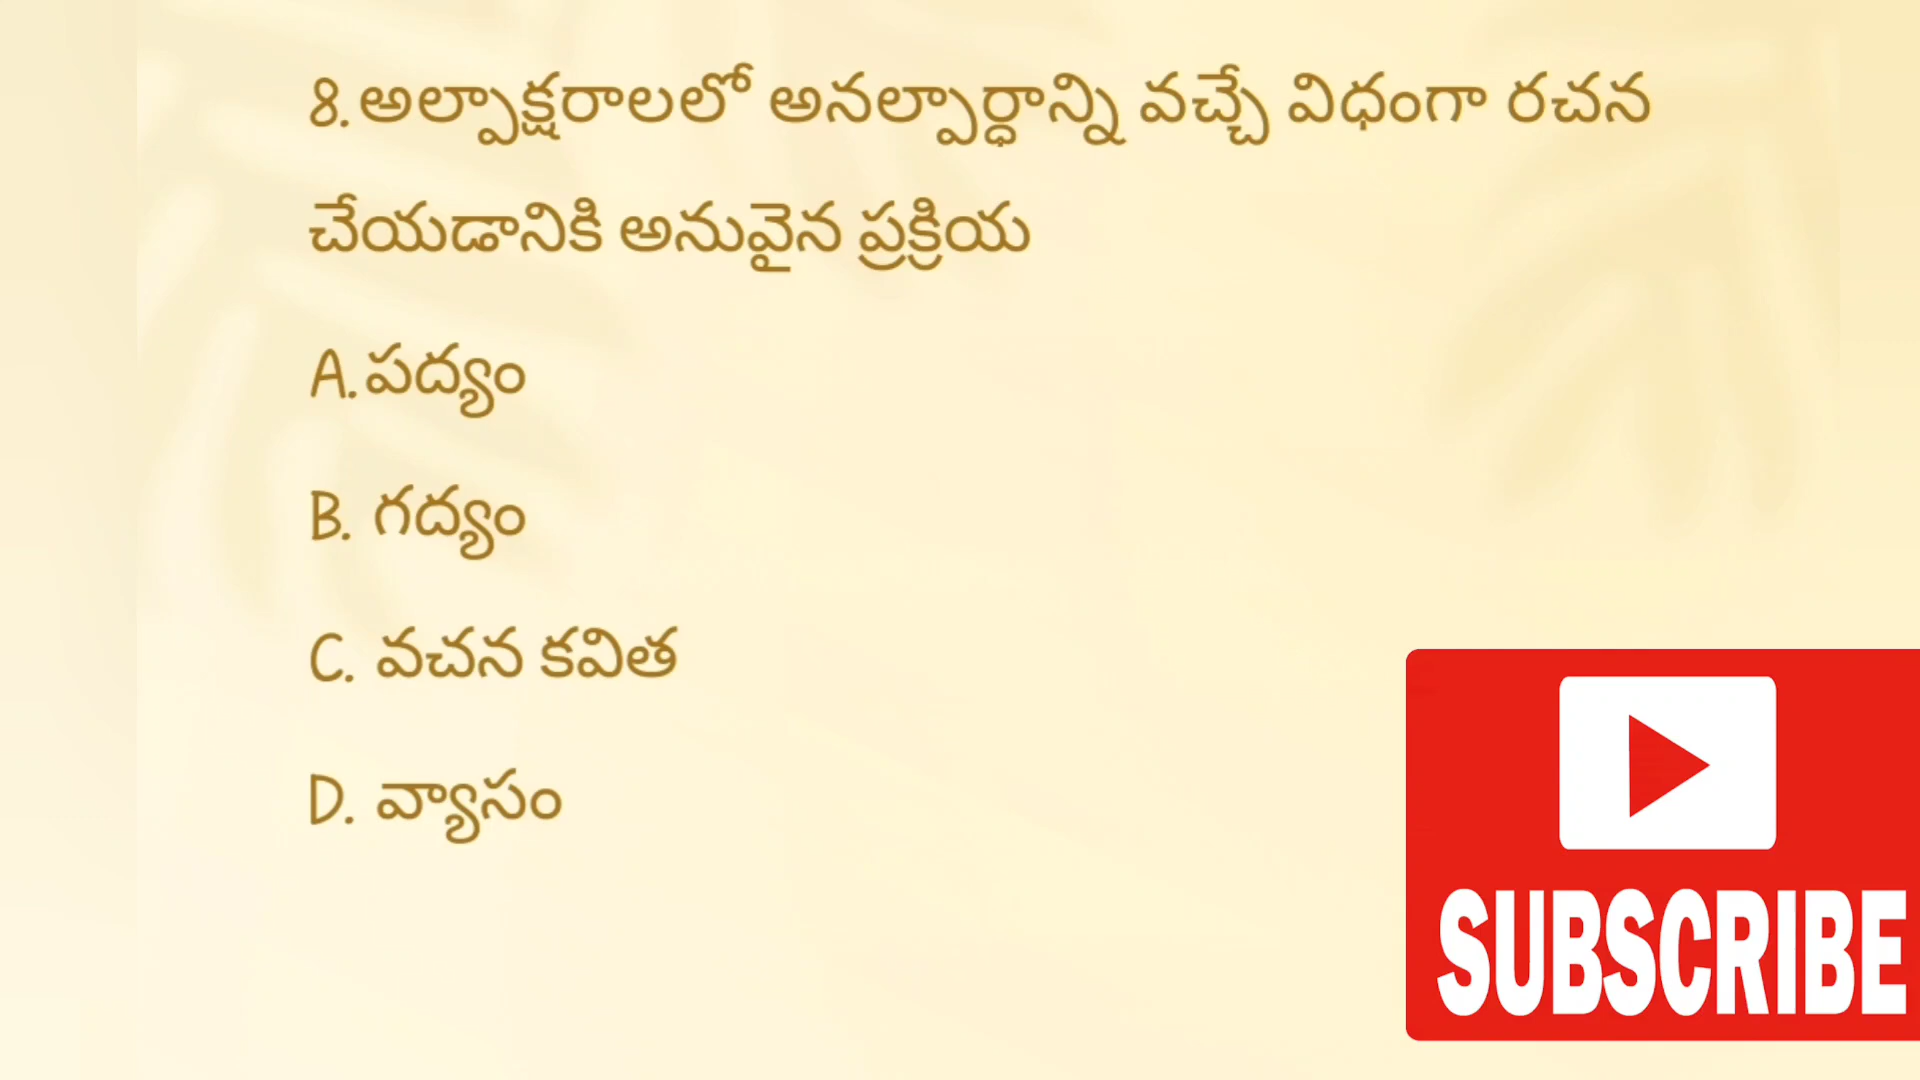 8. అల్పాక్షరాలలో అనల్పార్ధాన్ని వచ్చే విధంగా రచన
చేయడానికి అనువైన ప్రక్రియ
A. పద్యం
B. గద్యం
C. వచన కవిత
D. వ్యాసం
SUBSCRIBE